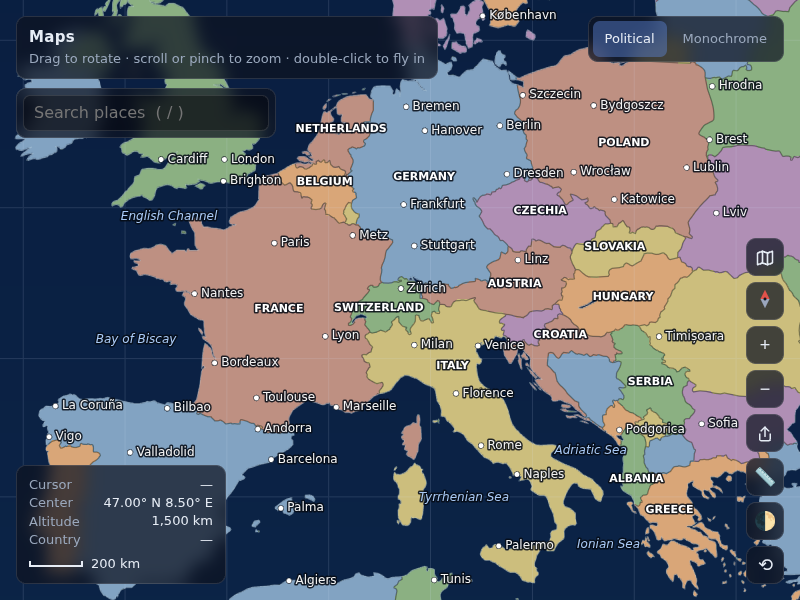 København
Maps
Drag to rotate · scroll or pinch to zoom · double-click to fly in
Political
Monochrome
Search places ( / )
Hrodna
Szczecin
Bydgoszcz
Bremen
Hanover
Berlin
NETHERLANDS
POLAND
Brest
Cardiff
London
Brighton
BELGIUM
GERMANY
Dresden
Wrocław
Lublin
Katowice
Frankfurt
CZECHIA
Lviv
English Channel
Paris
Metz
Stuttgart
SLOVAKIA
Linz
AUSTRIA
Zürich
Nantes
FRANCE
SWITZERLAND
HUNGARY
Bay of Biscay
Lyon
Milan
Venice
CROATIA
Timișoara
+
Bordeaux
ITALY
SERBIA
−
Toulouse
Florence
La Coruña
Bilbao
Marseille
Vigo
Andorra
Podgorica
Sofia
Valladolid
Barcelona
Rome
Adriatic Sea
Naples
ALBANIA
Tyrrhenian Sea
Palma
GREECE
Palermo
Ionian Sea
Algiers
Tunis
Cursor —
Center 47.00° N 8.50° E
Altitude 1,500 km
Country —
200 km